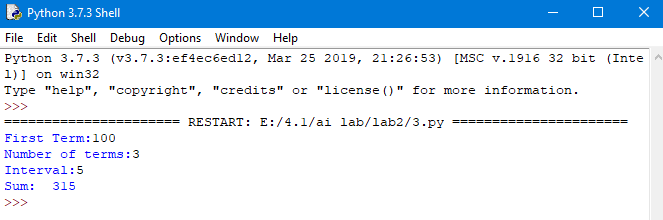 Python 3.7.3 Shell
File Edit Shell Debug Options Window Help
Python 3.7.3 (v3.7.3:ef4ec6ed12, Mar 25 2019, 21:26:53) [MSC v.1916 32 bit (Inte
l)] on win32
Type "help", "copyright", "credits" or "license()" for more information.
>>>
====================== RESTART: E:/4.1/ai lab/lab2/3.py ======================
First Term:100
Number of terms:3
Interval:5
Sum:  315
>>>